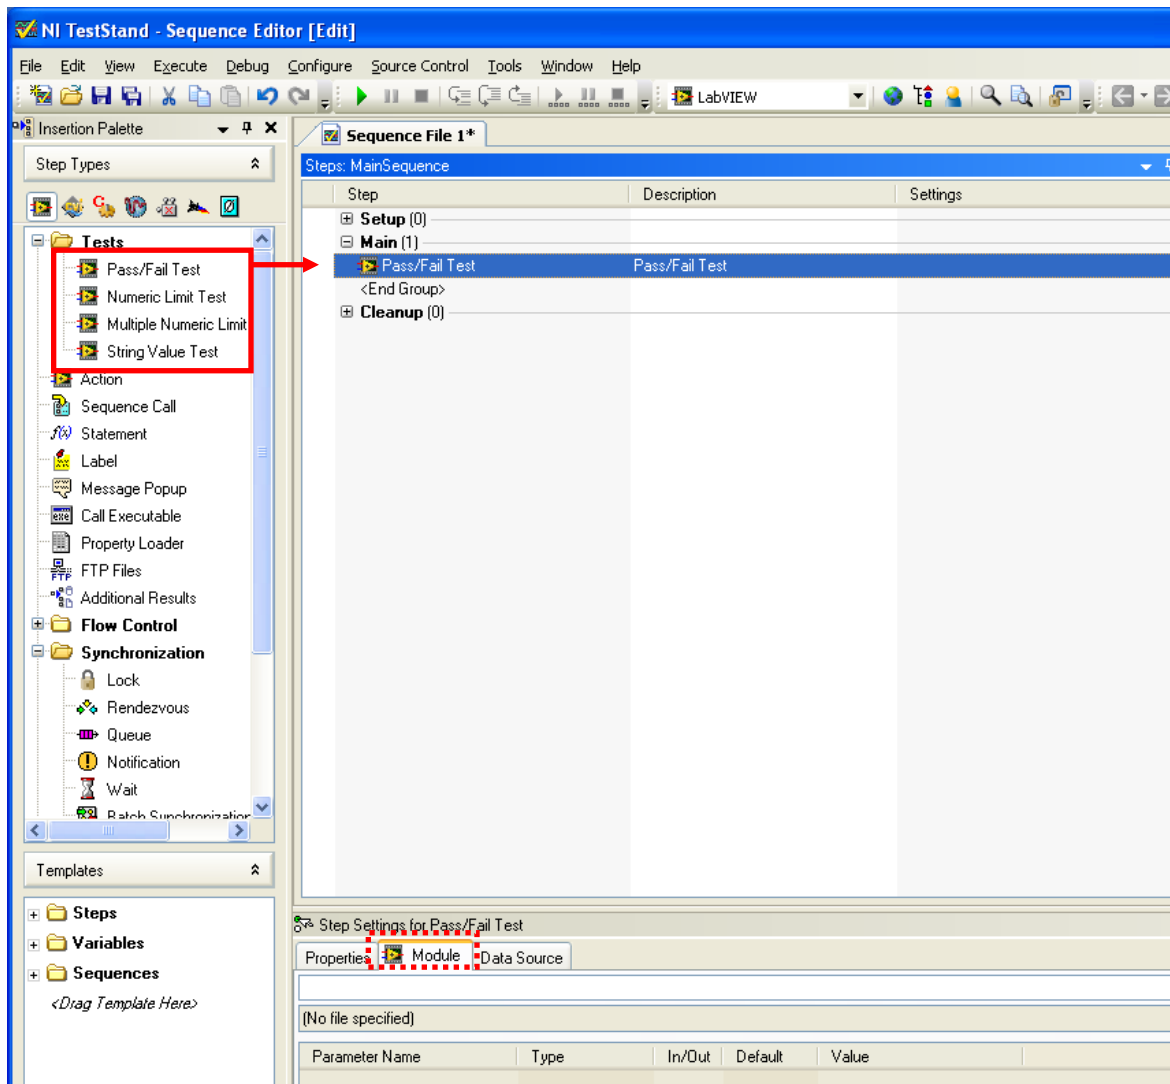 NI TestStand - Sequence Editor [Edit]
File Edit View Execute Debug Configure Source Control Tools Window Help
LabVIEW
Insertion Palette
Step Types
Tests
Pass/Fail Test
Numeric Limit Test
Multiple Numeric Limit
String Value Test
Action
Sequence Call
f(x) Statement
Label
Message Popup
exe Call Executable
Property Loader
FTP FTP Files
Additional Results
Flow Control
Synchronization
Lock
Rendezvous
Queue
Notification
Wait
Batch Synchronization
Templates
Steps
Variables
Sequences
<Drag Template Here>
Sequence File 1*
Steps: MainSequence
Step Description Settings
Setup (0)
Main (1)
Pass/Fail Test Pass/Fail Test
<End Group>
Cleanup (0)
Step Settings for Pass/Fail Test
Properties Module Data Source
(No file specified)
Parameter Name Type In/Out Default Value